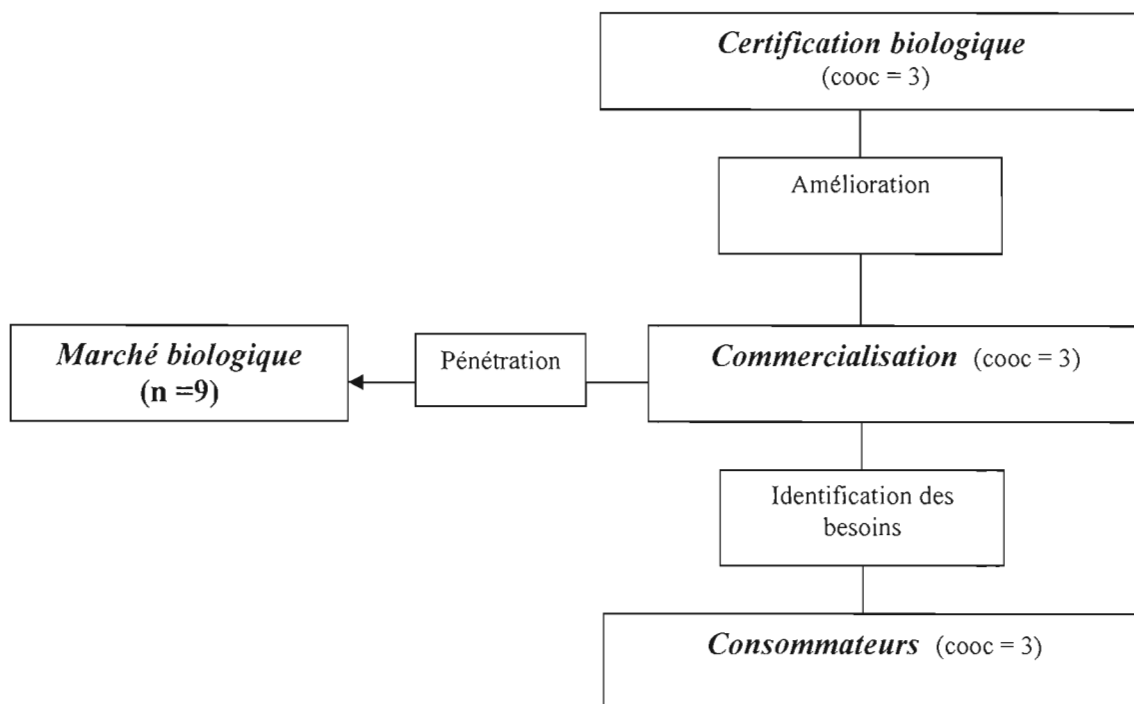 Certification biologique
(cooc = 3)
Amélioration
Marché biologique
(n =9)
Pénétration
Commercialisation (cooc = 3)
Identification des
besoins
Consommateurs (cooc = 3)